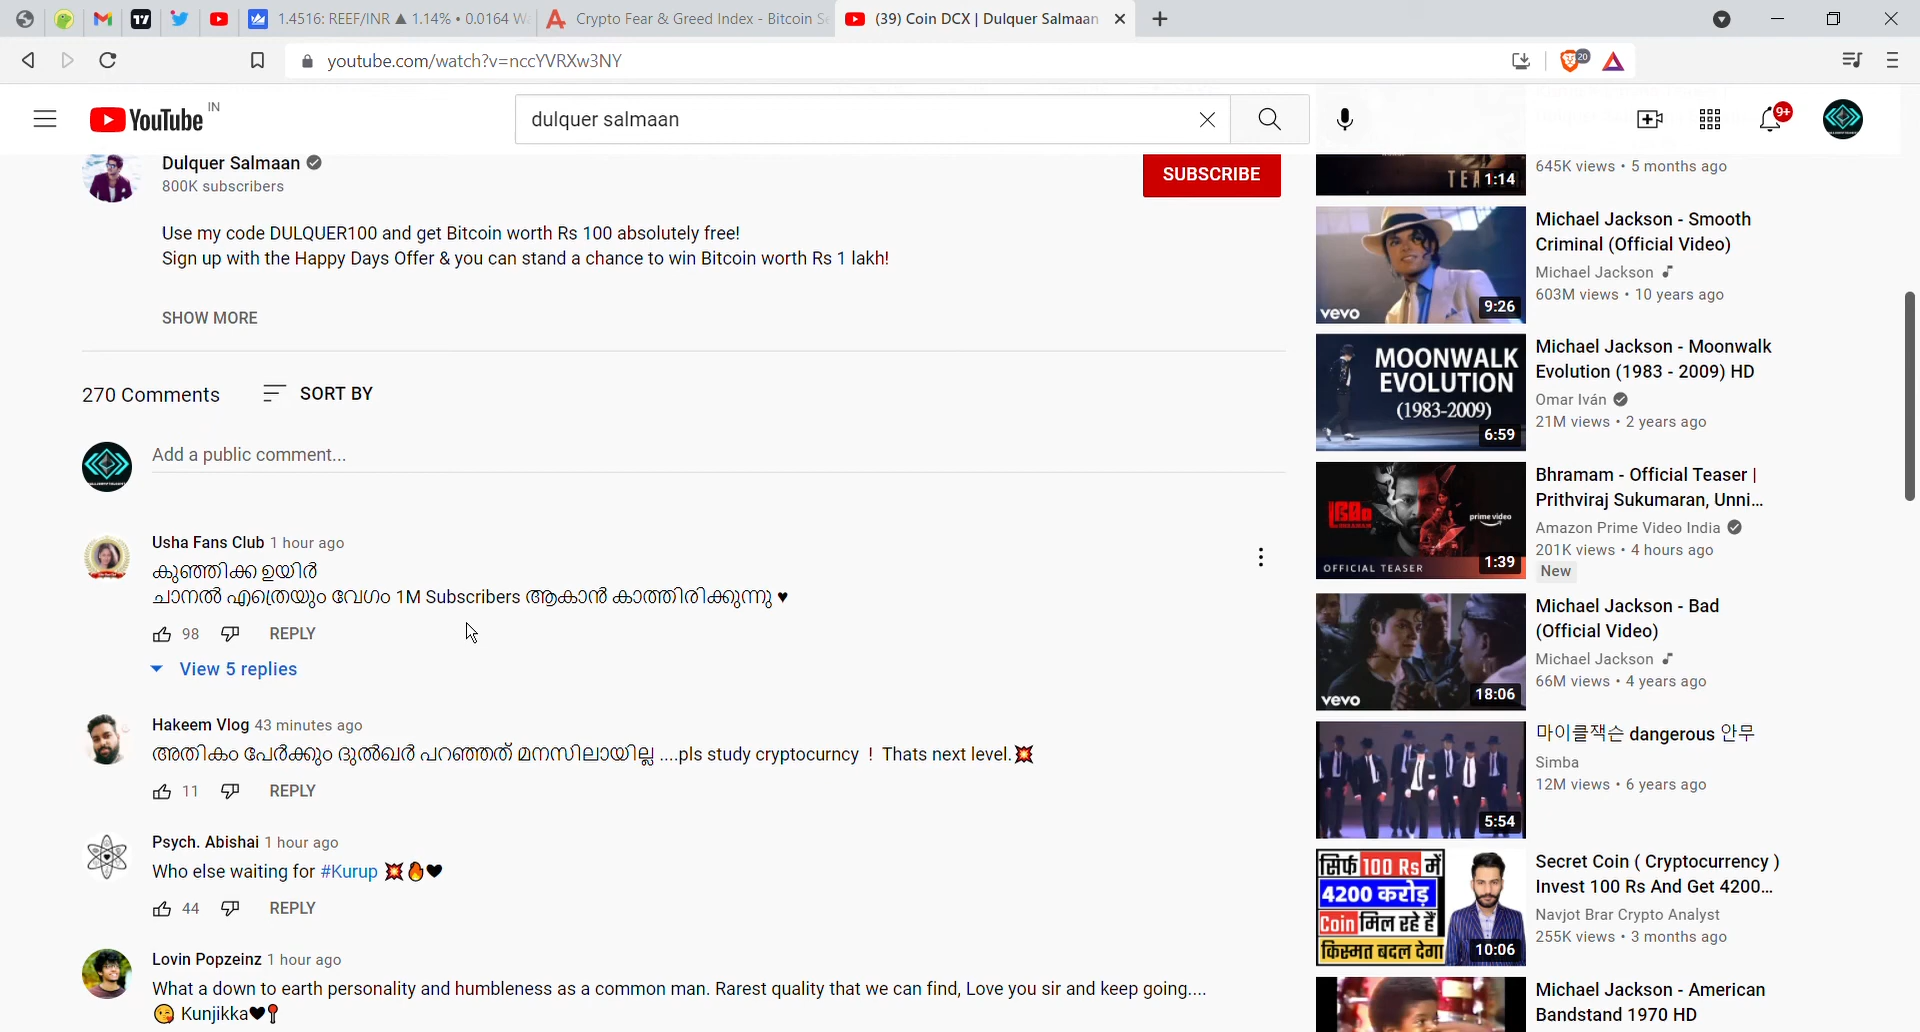 1.4516: REEF/INR ▲ 1.14% • 0.0164
Crypto Fear & Greed Index - Bitcoin
(39) Coin DCX | Dulquer Salmaan
youtube.com/watch?v=nccYVRXw3NY
20
YouTube IN
dulquer salmaan
9+
Dulquer Salmaan
800K subscribers
SUBSCRIBE
Use my code DULQUER100 and get Bitcoin worth Rs 100 absolutely free!
Sign up with the Happy Days Offer & you can stand a chance to win Bitcoin worth Rs 1 lakh!
SHOW MORE
270 Comments
SORT BY
Add a public comment...
Usha Fans Club 1 hour ago
കുഞ്ഞിക്ക ഉയിർ
ചാനൽ എത്രെയും വേഗം 1M Subscribers ആകാൻ കാത്തിരിക്കുന്നു ♥
98 REPLY
View 5 replies
Hakeem Vlog 43 minutes ago
അതികം പേർക്കും ദുൽഖർ പറഞ്ഞത് മനസിലായില്ല ....pls study cryptocurncy ! Thats next level.💥
11 REPLY
Psych. Abishai 1 hour ago
Who else waiting for #Kurup 💥🔥🖤
44 REPLY
Lovin Popzeinz 1 hour ago
What a down to earth personality and humbleness as a common man. Rarest quality that we can find, Love you sir and keep going....
😘 Kunjikka🖤📍
1:14
645K views • 5 months ago
vevo
9:26
Michael Jackson - Smooth
Criminal (Official Video)
Michael Jackson
603M views • 10 years ago
MOONWALK
EVOLUTION
(1983-2009)
6:59
Michael Jackson - Moonwalk
Evolution (1983 - 2009) HD
Omar Iván
21M views • 2 years ago
prime video
OFFICIAL TEASER
1:39
Bhramam - Official Teaser |
Prithviraj Sukumaran, Unni...
Amazon Prime Video India
201K views • 4 hours ago
New
vevo
18:06
Michael Jackson - Bad
(Official Video)
Michael Jackson
66M views • 4 years ago
5:54
마이클잭슨 dangerous 안무
Simba
12M views • 6 years ago
सिर्फ 100 Rs में
4200 करोड़
Coin मिल रहे हैं
किस्मत बदल देगा
10:06
Secret Coin ( Cryptocurrency )
Invest 100 Rs And Get 4200...
Navjot Brar Crypto Analyst
255K views • 3 months ago
Michael Jackson - American
Bandstand 1970 HD